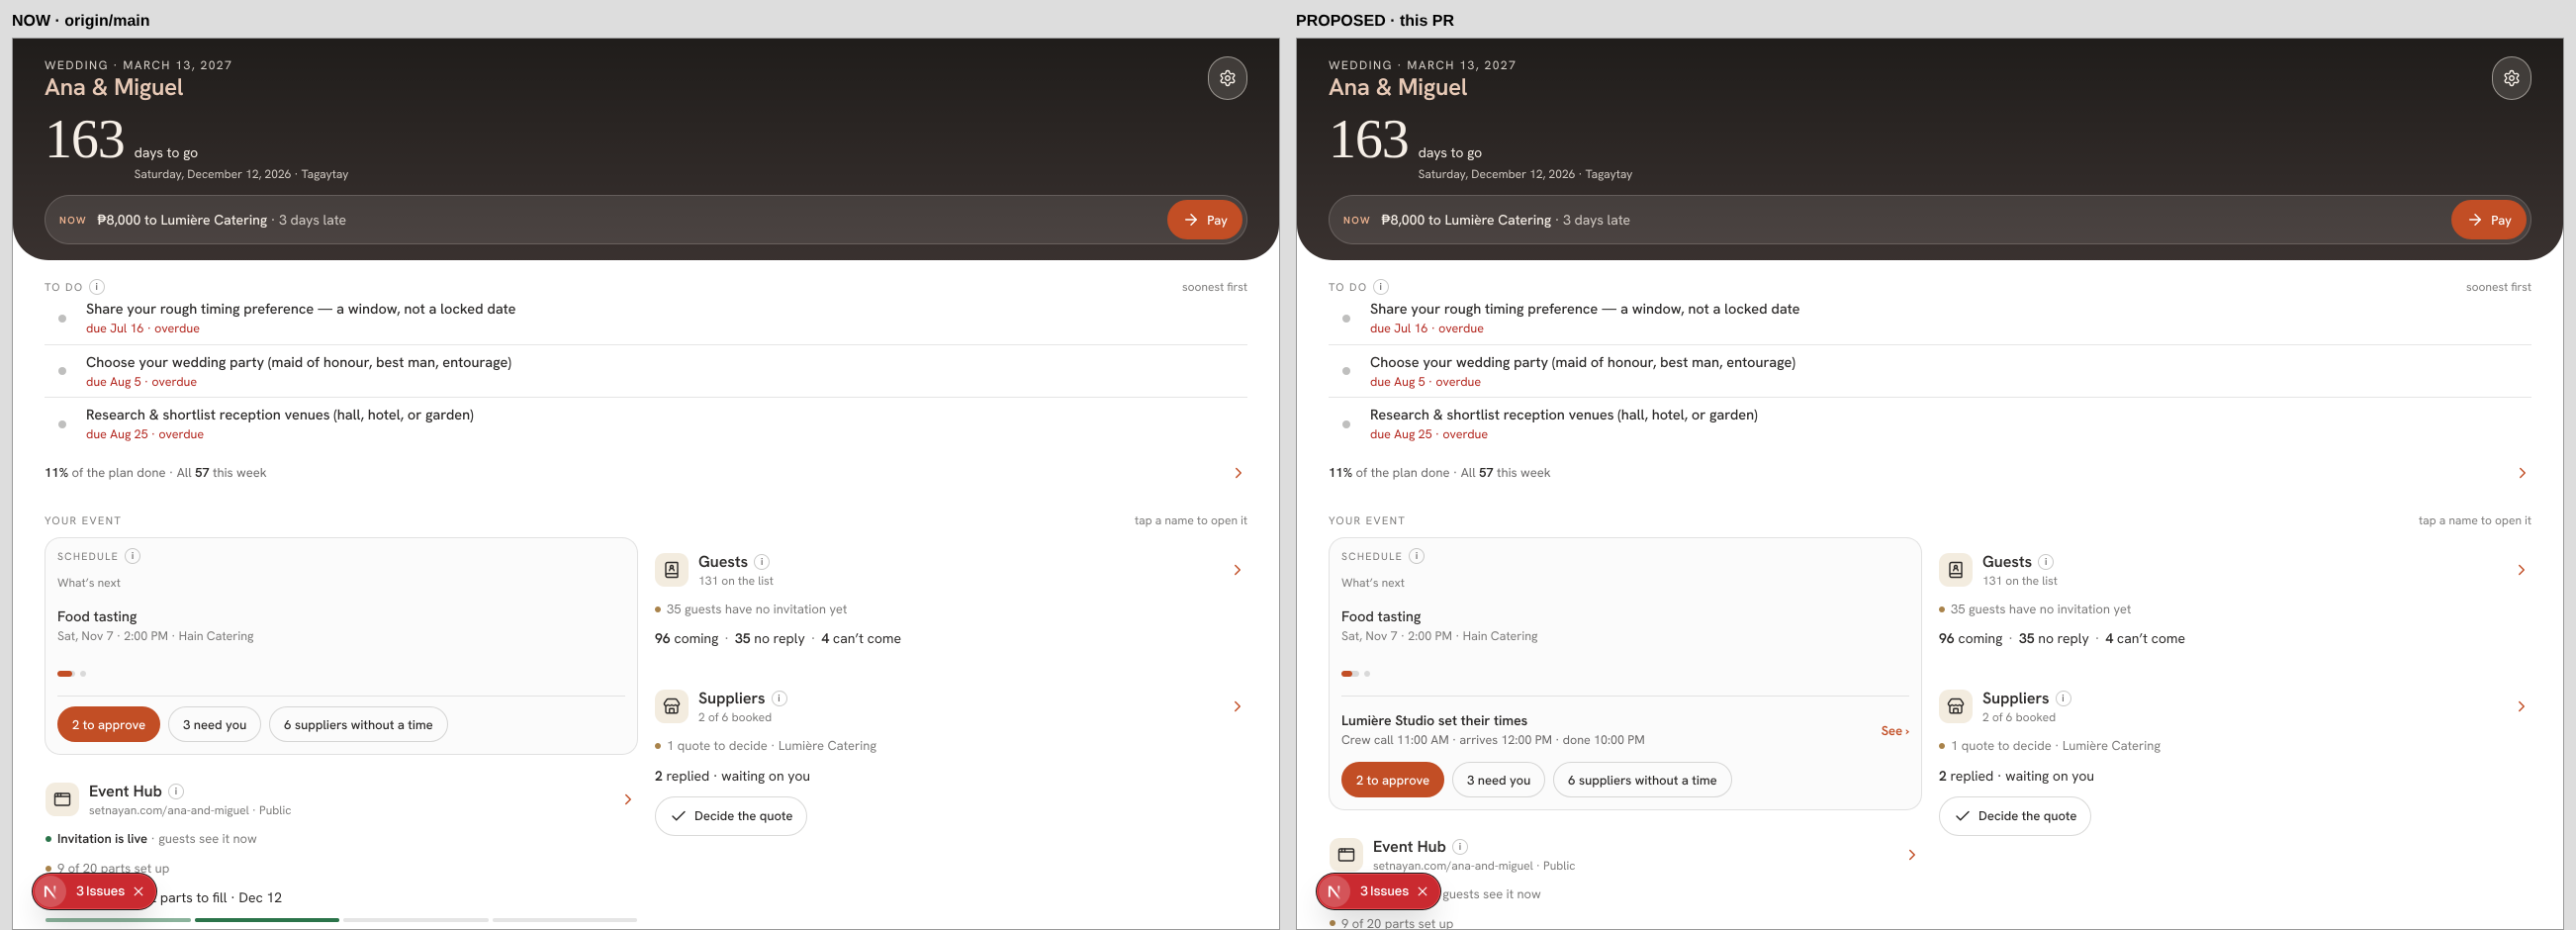 NOW · origin/main
WEDDING · MARCH 13, 2027
Ana & Miguel
163 days to go
Saturday, December 12, 2026 · Tagaytay
NOW ₱8,000 to Lumière Catering · 3 days late
Pay
TO DO i
soonest first
Share your rough timing preference — a window, not a locked date
due Jul 16 · overdue
Choose your wedding party (maid of honour, best man, entourage)
due Aug 5 · overdue
Research & shortlist reception venues (hall, hotel, or garden)
due Aug 25 · overdue
11% of the plan done · All 57 this week
YOUR EVENT
tap a name to open it
SCHEDULE i
What's next
Food tasting
Sat, Nov 7 · 2:00 PM · Hain Catering
2 to approve
3 need you
6 suppliers without a time
Event Hub i
setnayan.com/ana-and-miguel · Public
Invitation is live · guests see it now
9 of 20 parts set up
parts to fill · Dec 12
N 3 Issues
Guests i
131 on the list
35 guests have no invitation yet
96 coming · 35 no reply · 4 can't come
Suppliers i
2 of 6 booked
1 quote to decide · Lumière Catering
2 replied · waiting on you
Decide the quote
PROPOSED · this PR
WEDDING · MARCH 13, 2027
Ana & Miguel
163 days to go
Saturday, December 12, 2026 · Tagaytay
NOW ₱8,000 to Lumière Catering · 3 days late
Pay
TO DO i
soonest first
Share your rough timing preference — a window, not a locked date
due Jul 16 · overdue
Choose your wedding party (maid of honour, best man, entourage)
due Aug 5 · overdue
Research & shortlist reception venues (hall, hotel, or garden)
due Aug 25 · overdue
11% of the plan done · All 57 this week
YOUR EVENT
tap a name to open it
SCHEDULE i
What's next
Food tasting
Sat, Nov 7 · 2:00 PM · Hain Catering
Lumière Studio set their times
Crew call 11:00 AM · arrives 12:00 PM · done 10:00 PM
See ›
2 to approve
3 need you
6 suppliers without a time
Event Hub i
setnayan.com/ana-and-miguel · Public
guests see it now
N 3 Issues
9 of 20 parts set up
Guests i
131 on the list
35 guests have no invitation yet
96 coming · 35 no reply · 4 can't come
Suppliers i
2 of 6 booked
1 quote to decide · Lumière Catering
2 replied · waiting on you
Decide the quote